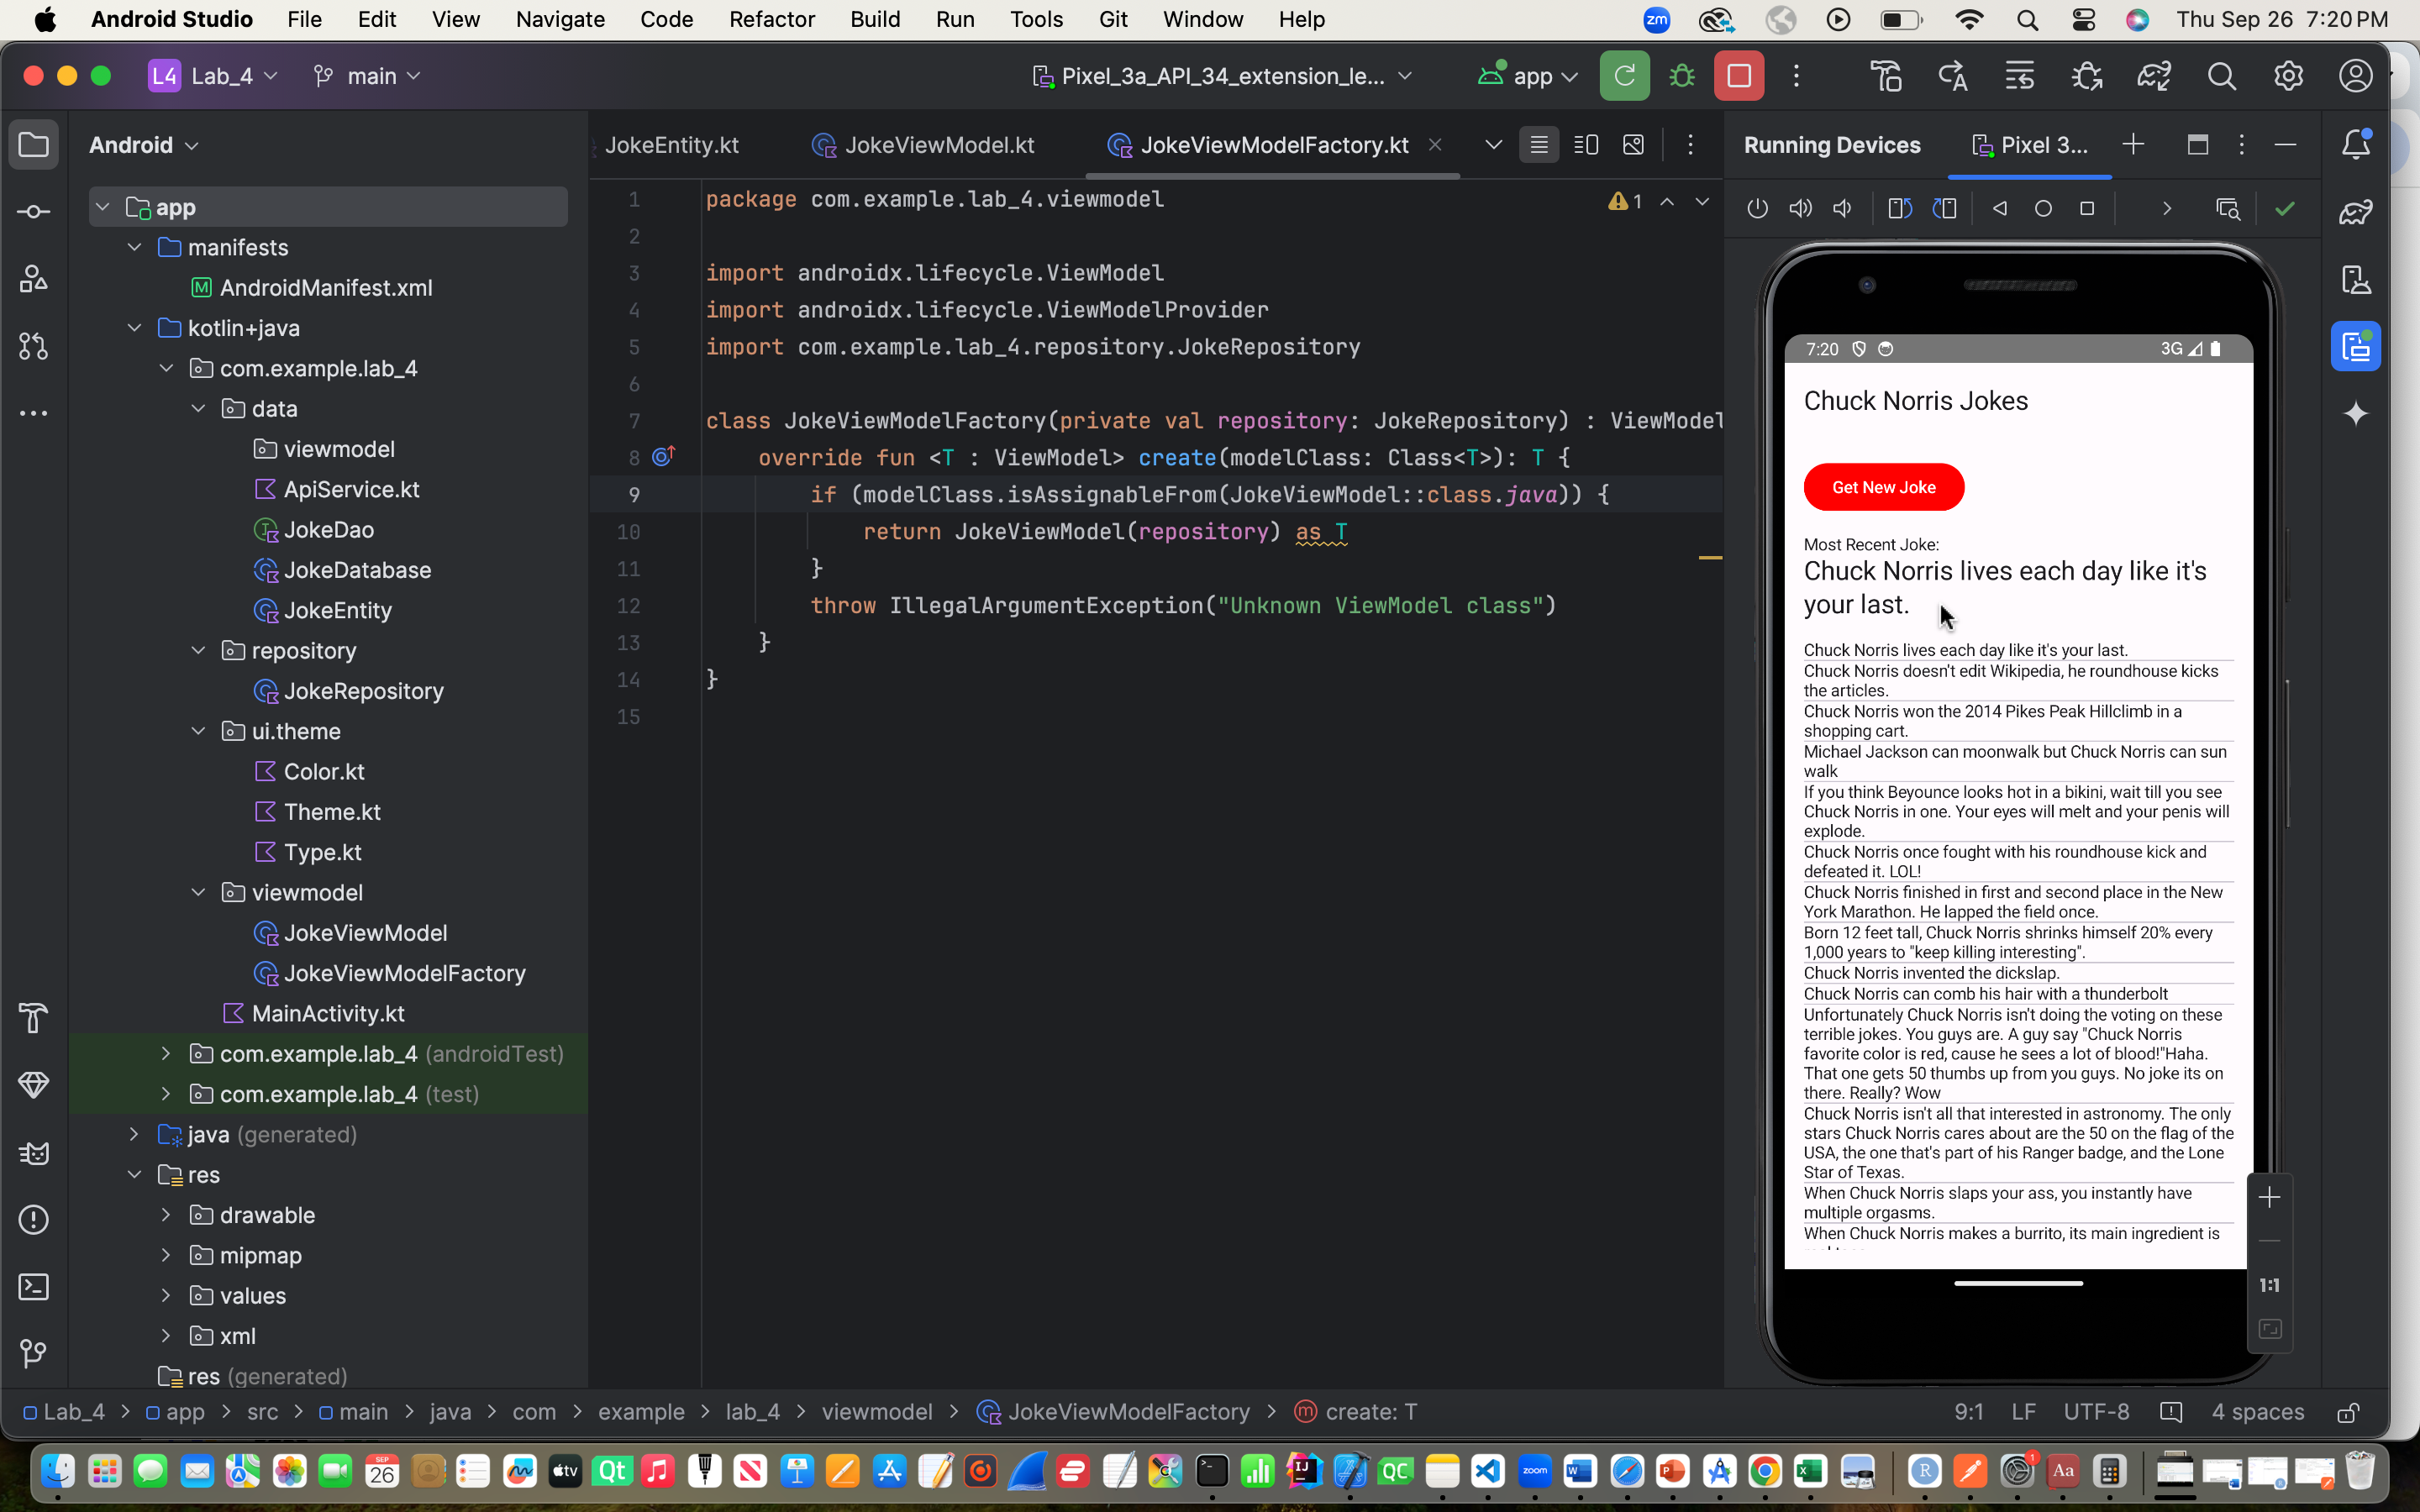 Android Studio File Edit View Navigate Code Refactor Build Run Tools Git Window Help zm Thu Sep 26 7:20 PM
L4 Lab_4 main Pixel_3a_API_34_extension_le... app
Android
JokeEntity.kt JokeViewModel.kt JokeViewModelFactory.kt
Running Devices Pixel 3...
app
manifests
AndroidManifest.xml
kotlin+java
com.example.lab_4
data
viewmodel
ApiService.kt
JokeDao
JokeDatabase
JokeEntity
repository
JokeRepository
ui.theme
Color.kt
Theme.kt
Type.kt
viewmodel
JokeViewModel
JokeViewModelFactory
MainActivity.kt
com.example.lab_4 (androidTest)
com.example.lab_4 (test)
java (generated)
res
drawable
mipmap
values
xml
res (generated)
1 package com.example.lab_4.viewmodel
1
2
3 import androidx.lifecycle.ViewModel
4 import androidx.lifecycle.ViewModelProvider
5 import com.example.lab_4.repository.JokeRepository
6
7 class JokeViewModelFactory(private val repository: JokeRepository) : ViewModel
8 override fun <T : ViewModel> create(modelClass: Class<T>): T {
9 if (modelClass.isAssignableFrom(JokeViewModel::class.java)) {
10 return JokeViewModel(repository) as T
11 }
12 throw IllegalArgumentException("Unknown ViewModel class")
13 }
14 }
15
7:20 3G
Chuck Norris Jokes
Get New Joke
Most Recent Joke:
Chuck Norris lives each day like it's
your last.
Chuck Norris lives each day like it's your last.
Chuck Norris doesn't edit Wikipedia, he roundhouse kicks
the articles.
Chuck Norris won the 2014 Pikes Peak Hillclimb in a
shopping cart.
Michael Jackson can moonwalk but Chuck Norris can sun
walk
If you think Beyounce looks hot in a bikini, wait till you see
Chuck Norris in one. Your eyes will melt and your penis will
explode.
Chuck Norris once fought with his roundhouse kick and
defeated it. LOL!
Chuck Norris finished in first and second place in the New
York Marathon. He lapped the field once.
Born 12 feet tall, Chuck Norris shrinks himself 20% every
1,000 years to "keep killing interesting".
Chuck Norris invented the dickslap.
Chuck Norris can comb his hair with a thunderbolt
Unfortunately Chuck Norris isn't doing the voting on these
terrible jokes. You guys are. A guy say "Chuck Norris
favorite color is red, cause he sees a lot of blood!"Haha.
That one gets 50 thumbs up from you guys. No joke its on
there. Really? Wow
Chuck Norris isn't all that interested in astronomy. The only
stars Chuck Norris cares about are the 50 on the flag of the
USA, the one that's part of his Ranger badge, and the Lone
Star of Texas.
When Chuck Norris slaps your ass, you instantly have
multiple orgasms.
When Chuck Norris makes a burrito, its main ingredient is
1:1
Lab_4 > app > src > main > java > com > example > lab_4 > viewmodel > JokeViewModelFactory > create: T 9:1 LF UTF-8 4 spaces
SEP 26 tv Qt IJ QC zoom W P X R 1 Aa